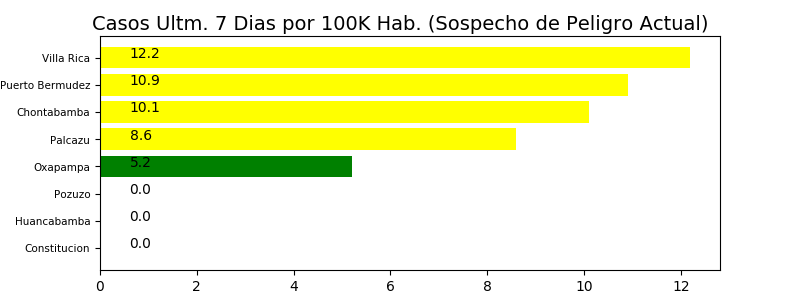 Casos Ultm. 7 Dias por 100K Hab. (Sospecho de Peligro Actual)
Villa Rica 12.2
Puerto Bermudez 10.9
Chontabamba 10.1
Palcazu 8.6
Oxapampa 5.2
Pozuzo 0.0
Huancabamba 0.0
Constitucion 0.0
0 2 4 6 8 10 12